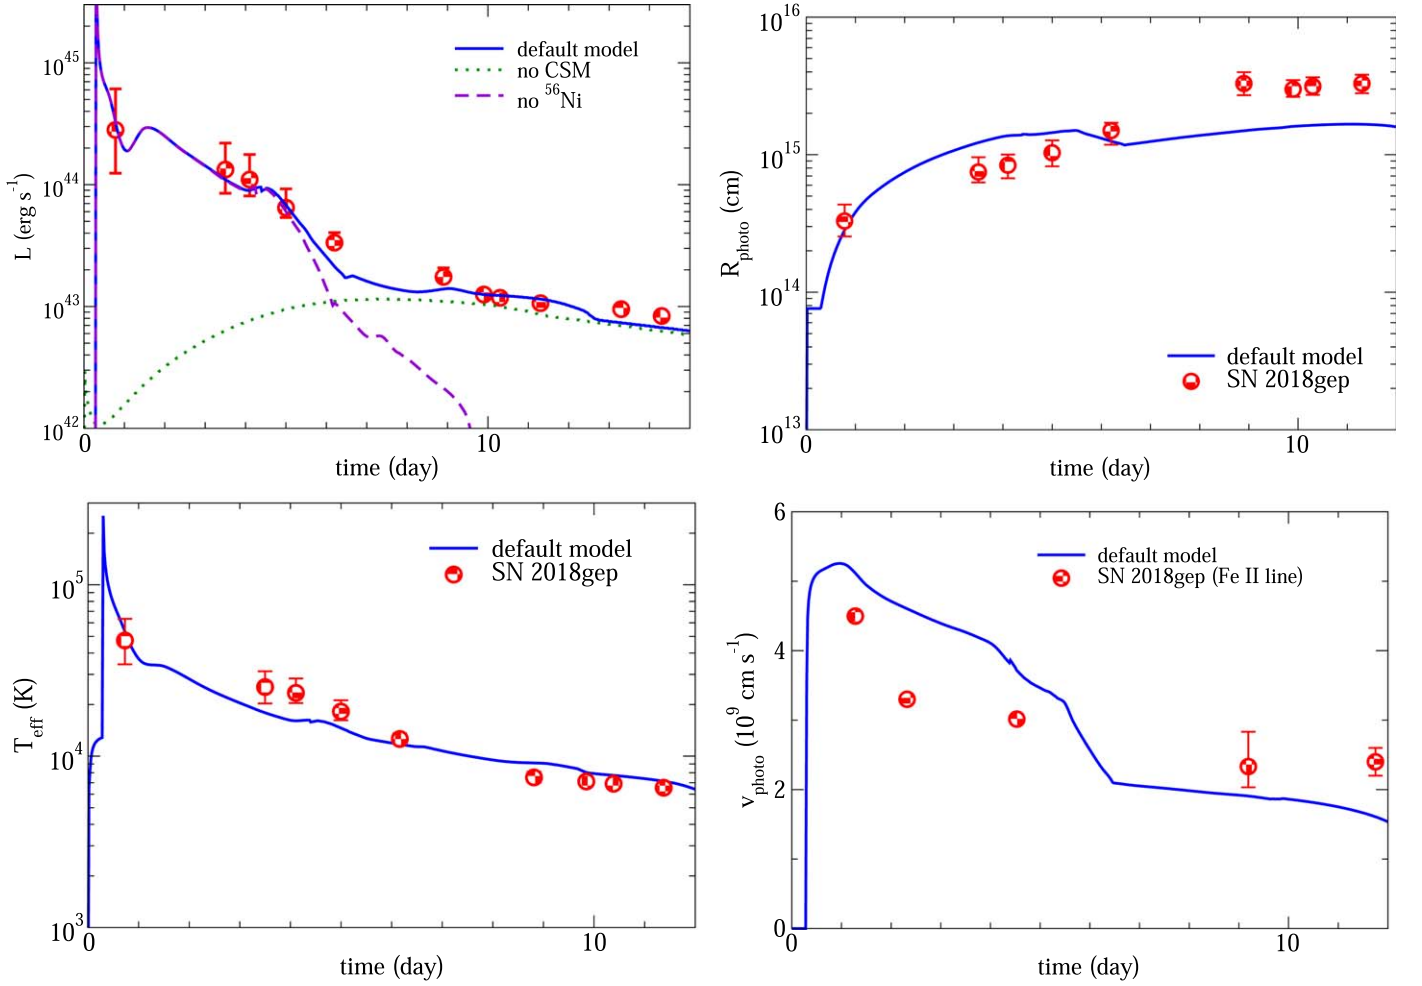 10^45
10^44
10^43
10^42
L (erg s^-1)
default model
no CSM
no ^56Ni
0
10
time (day)
10^16
10^15
10^14
10^13
R_photo (cm)
default model
SN 2018gep
0
10
time (day)
10^5
10^4
10^3
T_eff (K)
default model
SN 2018gep
0
10
time (day)
6
4
2
0
v_photo (10^9 cm s^-1)
default model
SN 2018gep (Fe II line)
0
10
time (day)